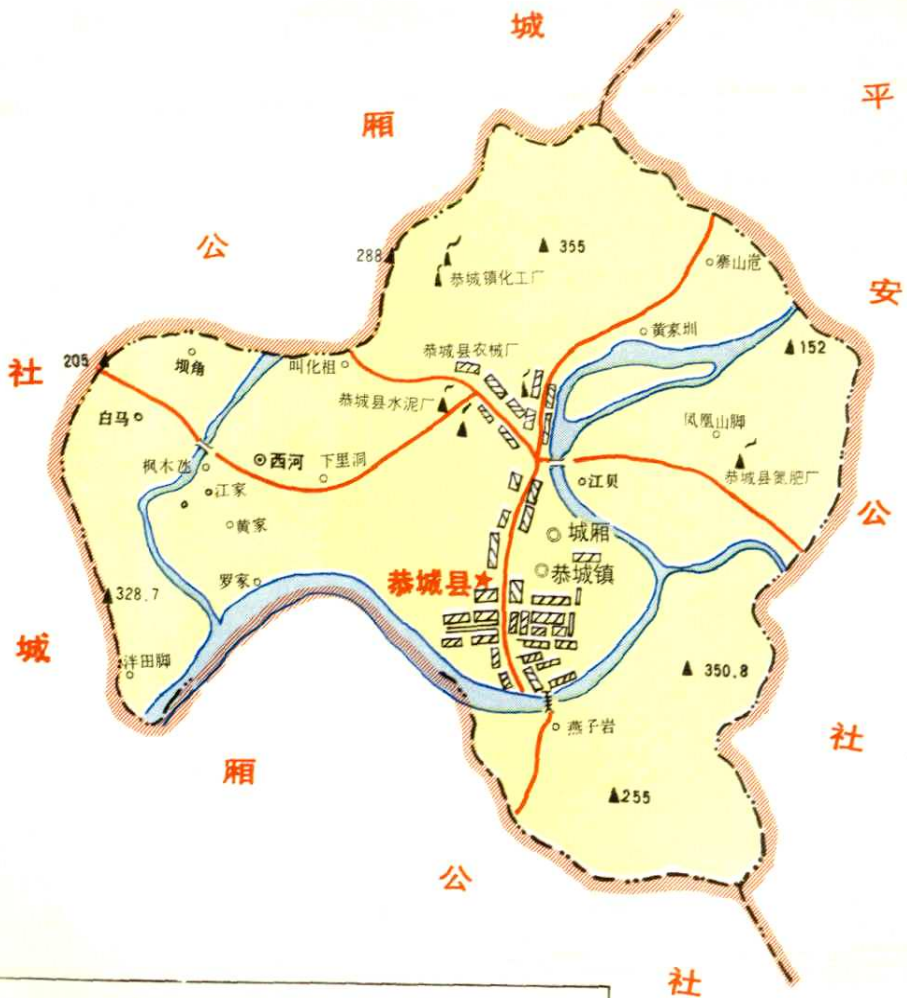 城
平
厢
公
288
355
寨山岜
恭城镇化工厂
安
黄家圳
社
205
坝角
叫化祖
恭城县农械厂
152
白马
恭城县水泥厂
凤凰山脚
西河
下里洞
江家
江贝
恭城县氮肥厂
公
黄家
城厢
罗家
恭城县
恭城镇
328.7
城
洋田脚
350.8
燕子岩
社
厢
255
公
社